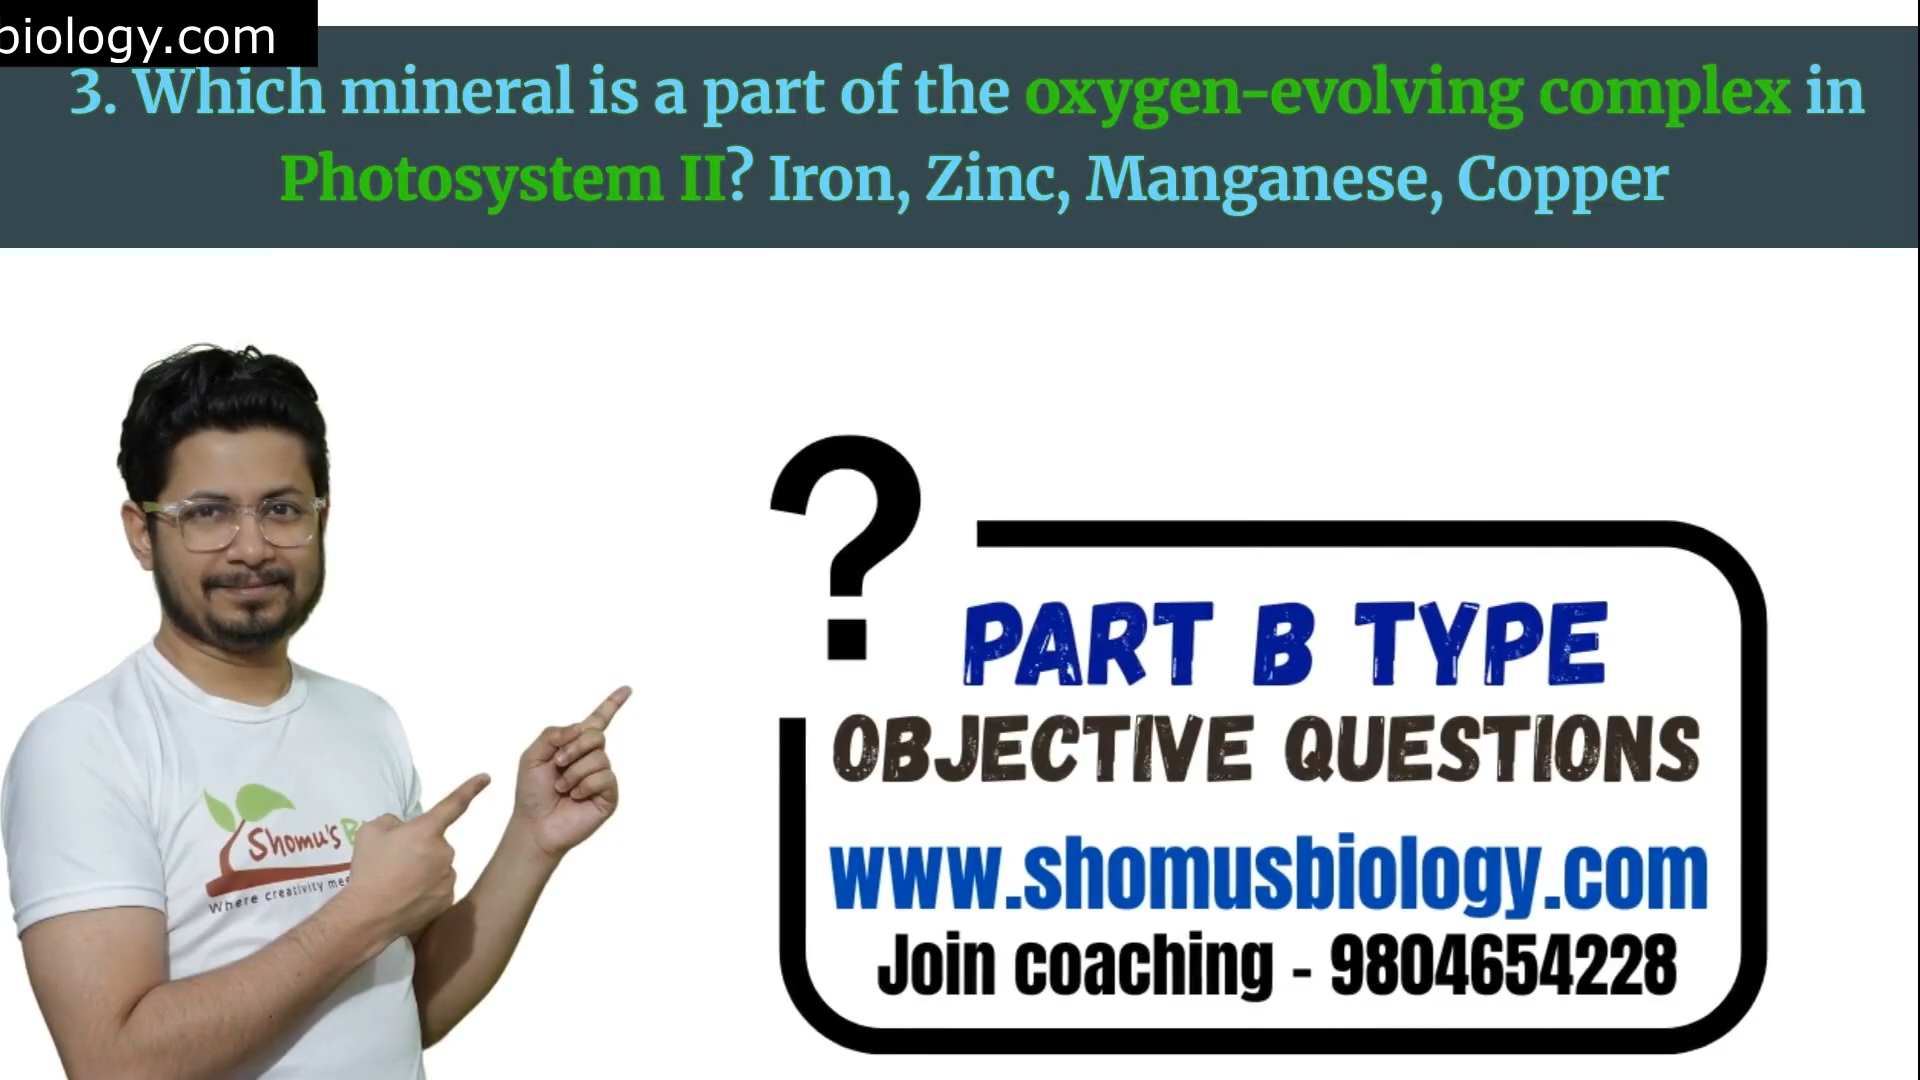 biology.com
3. Which mineral is a part of the oxygen-evolving complex in
Photosystem II? Iron, Zinc, Manganese, Copper
?
PART B TYPE
OBJECTIVE QUESTIONS
www.shomusbiology.com
Join coaching - 9804654228
Shomu's B
Where creativity mee